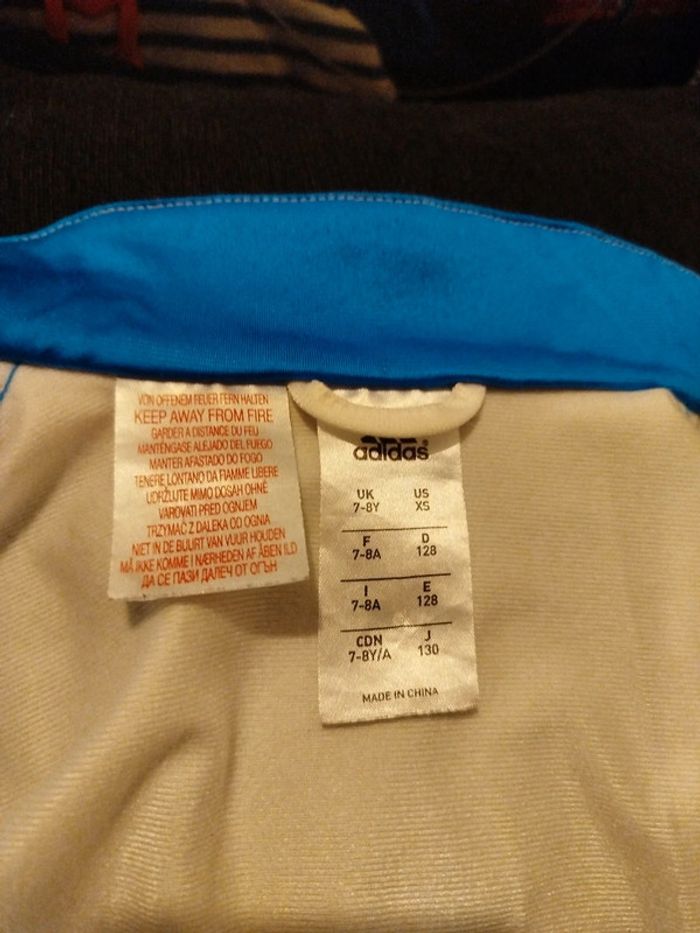 VON OFFENEM FEUER FERN HALTEN
KEEP AWAY FROM FIRE
GARDER A DISTANCE DU FEU
MANTÉNGASE ALEJADO DEL FUEGO
MANTER AFASTADO DO FOGO
TENERE LONTANO DA FIAMME LIBERE
UDRŽUJTE MIMO DOSAH OHNĚ
VAROVATI PRED OGNJEM
TRZYMAĆ Z DALEKA OD OGNIA
NIET IN DE BUURT VAN VUUR HOUDEN
MÅ IKKE KOMME I NÆRHEDEN AF ÅBEN ILD
ДА СЕ ПАЗИ ДАЛЕЧ ОТ ОГЪН
adidas®
UK US
7-8Y XS
F D
7-8A 128
I E
7-8A 128
CDN J
7-8Y/A 130
MADE IN CHINA